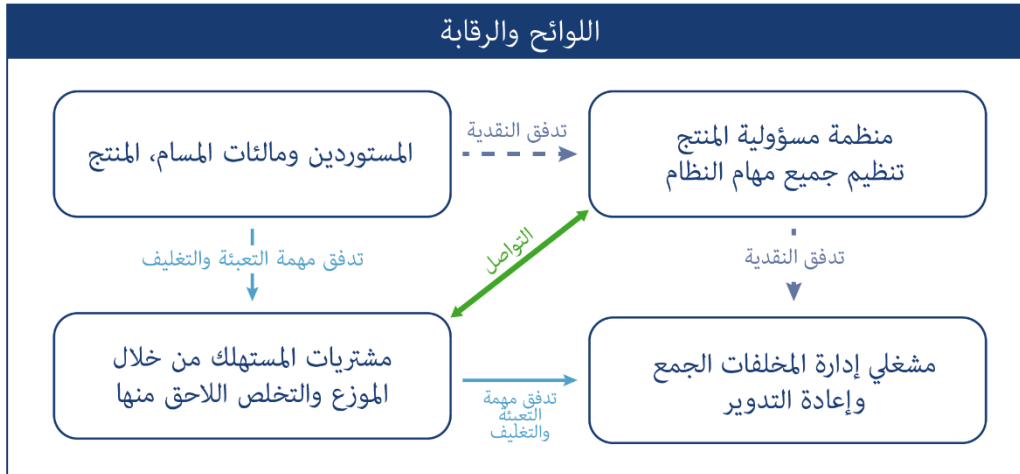 اللوائح والرقابة
منظمة مسؤولية المنتج
تنظيم جميع مهام النظام
تدفق النقدية
المستوردين ومالئات المسام، المنتج
تدفق النقدية
التواصل
تدفق مهمة التعبئة والتغليف
مشغلي إدارة المخلفات الجمع
وإعادة التدوير
تدفق مهمة
التعبئة
والتغليف
مشتريات المستهلك من خلال
الموزع والتخلص اللاحق منها